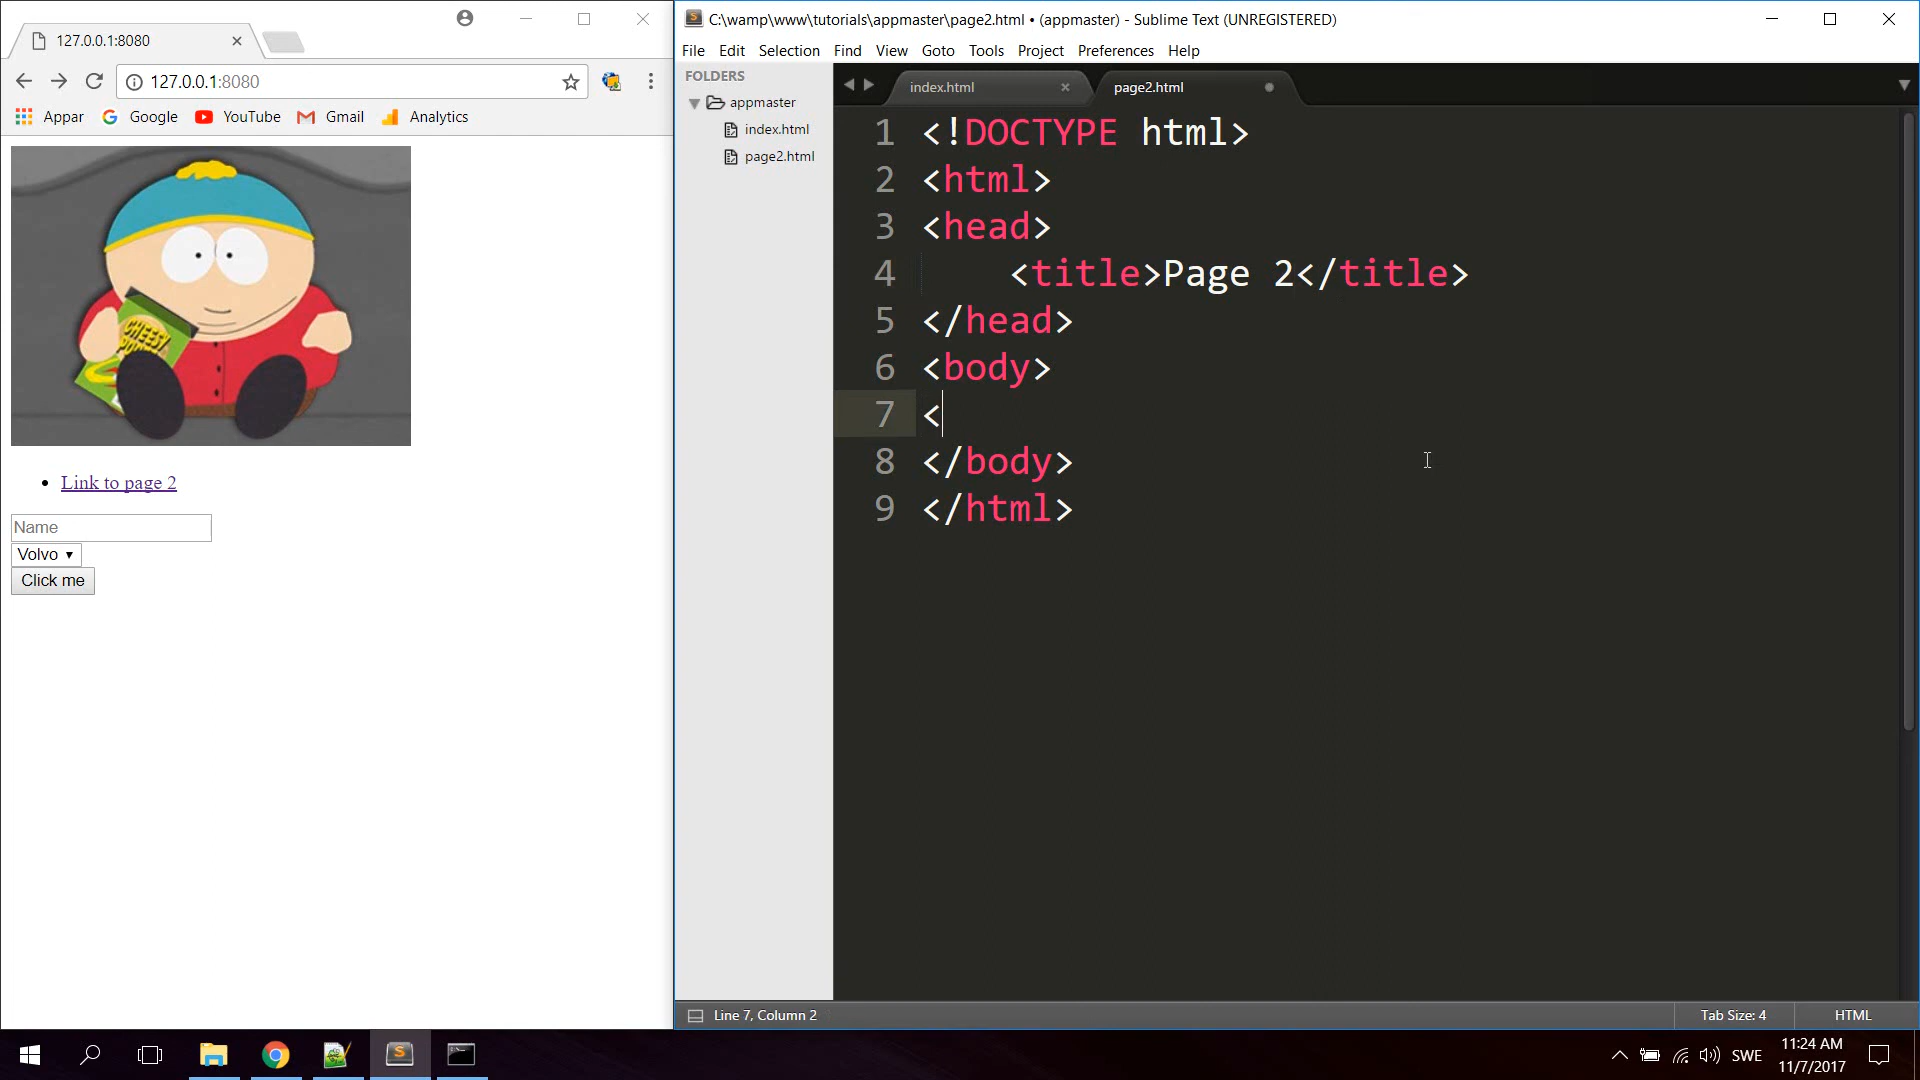 127.0.0.1:8080
127.0.0.1:8080
Appar
Google
YouTube
Gmail
Analytics
CHEESY
Link to page 2
Name
Volvo
Click me
C:\wamp\www\tutorials\appmaster\page2.html • (appmaster) - Sublime Text (UNREGISTERED)
File Edit Selection Find View Goto Tools Project Preferences Help
FOLDERS
appmaster
index.html
page2.html
index.html
page2.html
1 <!DOCTYPE html>
2 <html>
3 <head>
4 <title>Page 2</title>
5 </head>
6 <body>
7 <
8 </body>
9 </html>
Line 7, Column 2
Tab Size: 4
HTML
SWE
11:24 AM
11/7/2017